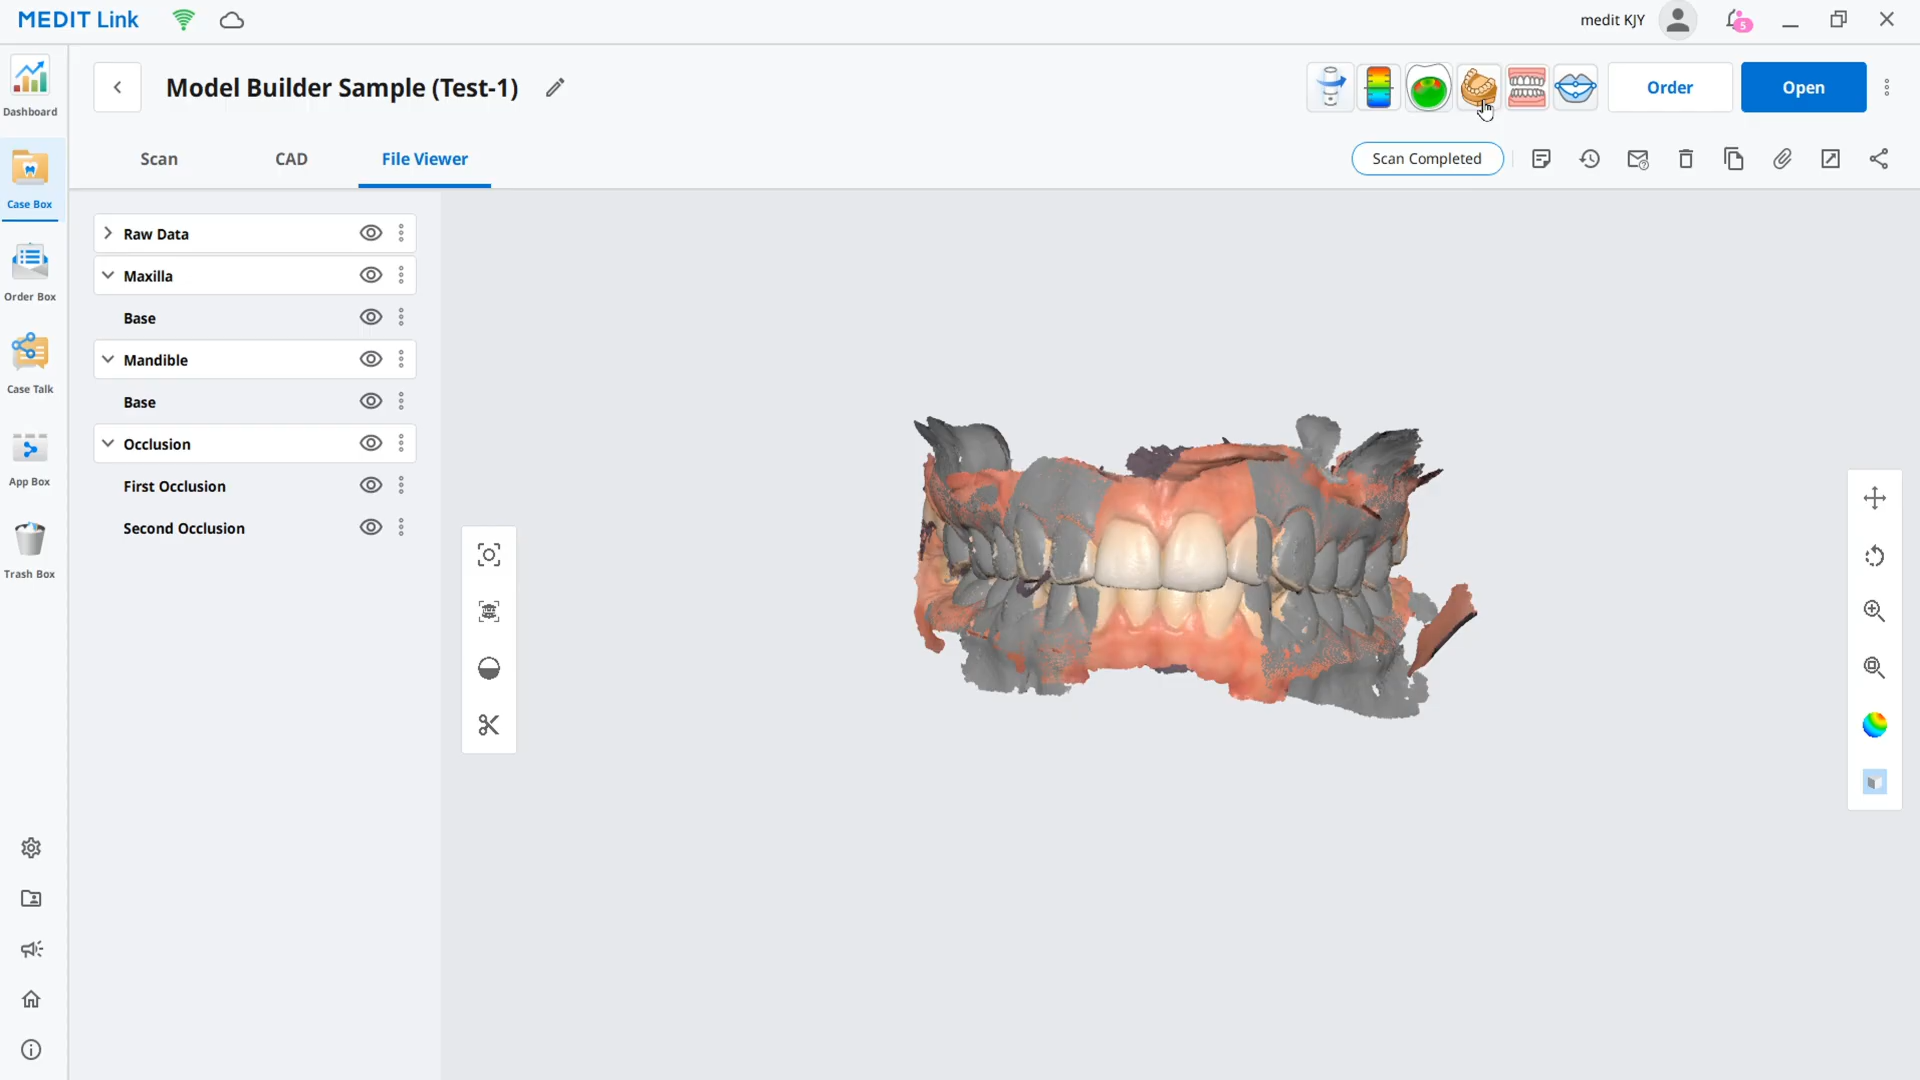 MEDIT Link
medit KJY
5
Dashboard
Model Builder Sample (Test-1)
Order
Open
Scan
CAD
File Viewer
Scan Completed
Case Box
Raw Data
Maxilla
Base
Order Box
Mandible
Base
Case Talk
Occlusion
First Occlusion
App Box
Second Occlusion
Trash Box